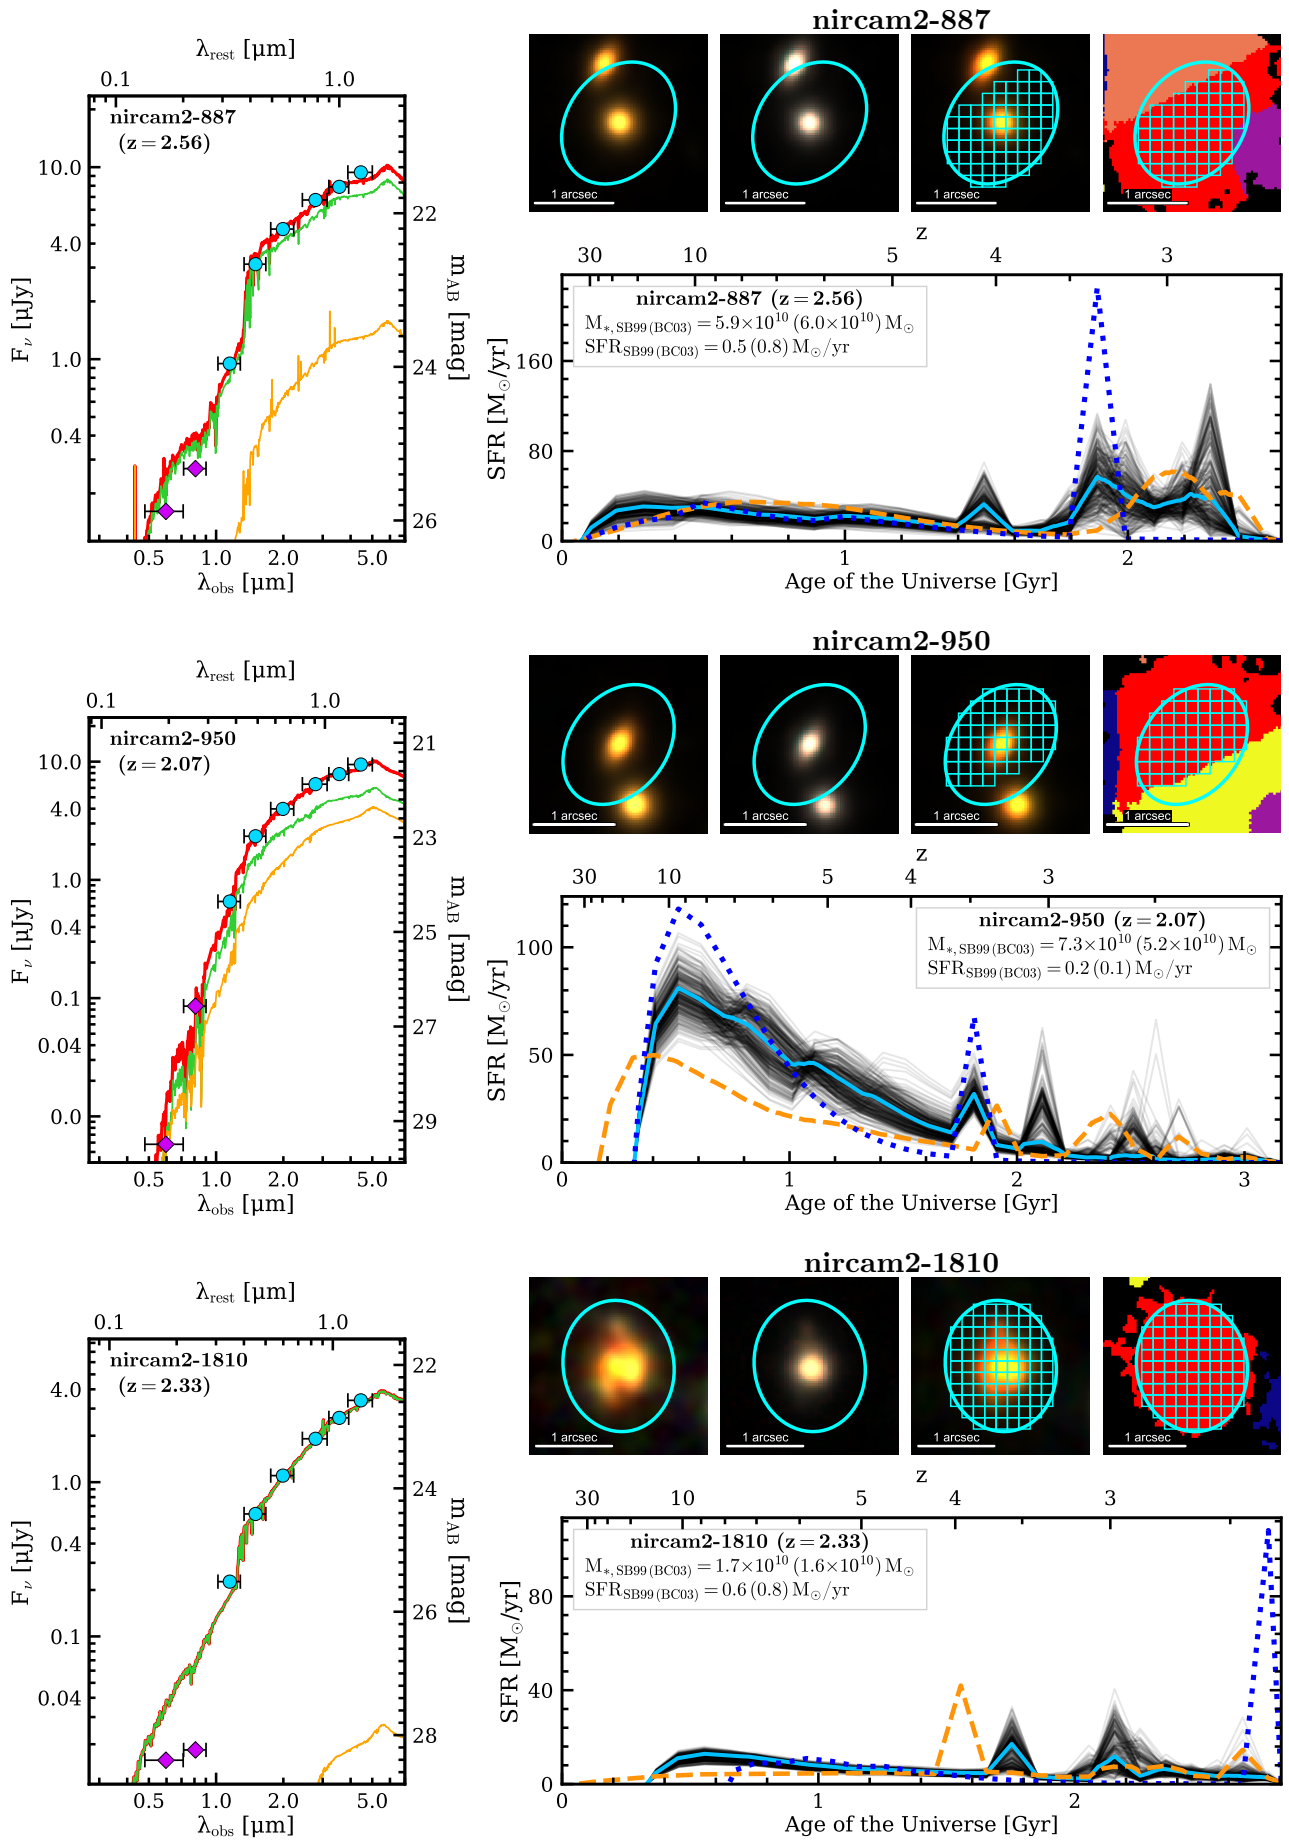 nircam2-887
λrest [μm]
0.1 1.0
nircam2-887
(z = 2.56)
10.0
4.0
1.0
0.4
Fν [μJy]
22
24
26
mAB [mag]
0.5 1.0 2.0 5.0
λobs [μm]
1 arcsec 1 arcsec 1 arcsec 1 arcsec
z
30 10 5 4 3
nircam2-887 (z = 2.56)
M*, SB99 (BC03) = 5.9×10^10 (6.0×10^10) M⊙
SFRSB99 (BC03) = 0.5 (0.8) M⊙/yr
160
80
0
SFR [M⊙/yr]
0 1 2
Age of the Universe [Gyr]
nircam2-950
λrest [μm]
0.1 1.0
nircam2-950
(z = 2.07)
10.0
4.0
1.0
0.4
0.1
0.04
0.0
Fν [μJy]
21
23
25
27
29
mAB [mag]
0.5 1.0 2.0 5.0
λobs [μm]
1 arcsec 1 arcsec 1 arcsec 1 arcsec
z
30 10 5 4 3
nircam2-950 (z = 2.07)
M*, SB99 (BC03) = 7.3×10^10 (5.2×10^10) M⊙
SFRSB99 (BC03) = 0.2 (0.1) M⊙/yr
100
50
0
SFR [M⊙/yr]
0 1 2 3
Age of the Universe [Gyr]
nircam2-1810
λrest [μm]
0.1 1.0
nircam2-1810
(z = 2.33)
4.0
1.0
0.4
0.1
0.04
Fν [μJy]
22
24
26
28
mAB [mag]
0.5 1.0 2.0 5.0
λobs [μm]
1 arcsec 1 arcsec 1 arcsec 1 arcsec
z
30 10 5 4 3
nircam2-1810 (z = 2.33)
M*, SB99 (BC03) = 1.7×10^10 (1.6×10^10) M⊙
SFRSB99 (BC03) = 0.6 (0.8) M⊙/yr
80
40
0
SFR [M⊙/yr]
0 1 2
Age of the Universe [Gyr]